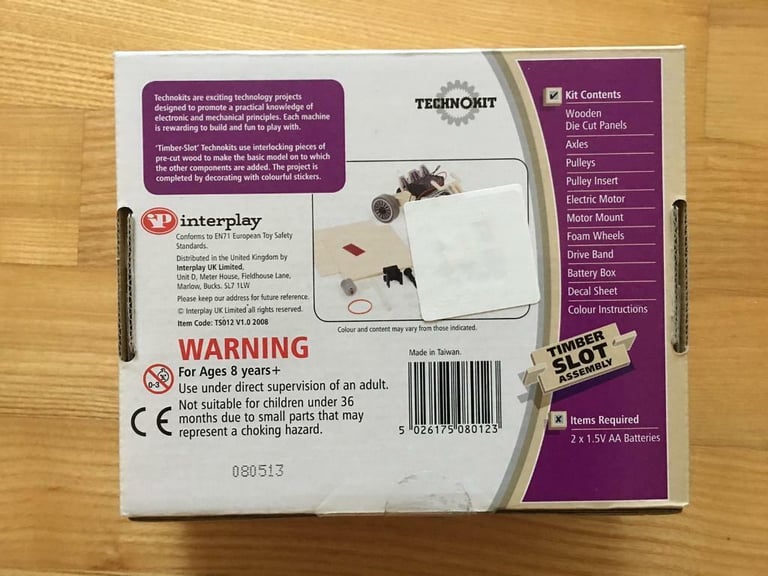 Technokits are exciting technology projects
designed to promote a practical knowledge of
electronic and mechanical principles. Each machine
is rewarding to build and fun to play with.
'Timber-Slot' Technokits use interlocking pieces of
pre-cut wood to make the basic model on to which
the other components are added. The project is
completed by decorating with colourful stickers.
TECHNOKIT
iP interplay
Conforms to EN71 European Toy Safety
Standards.
Distributed in the United Kingdom by
Interplay UK Limited.
Unit D, Meter House, Fieldhouse Lane,
Marlow, Bucks. SL7 1LW
Please keep our address for future reference.
© Interplay UK Limited all rights reserved.
Item Code: TS012 V1.0 2008
Colour and content may vary from those indicated.
WARNING
For Ages 8 years+
Use under direct supervision of an adult.
Not suitable for children under 36
months due to small parts that may
represent a choking hazard.
0-3
CE
080513
Made in Taiwan.
5 026175 080123
Kit Contents
Wooden
Die Cut Panels
Axles
Pulleys
Pulley Insert
Electric Motor
Motor Mount
Foam Wheels
Drive Band
Battery Box
Decal Sheet
Colour Instructions
TIMBER
SLOT
ASSEMBLY
Items Required
2 x 1.5V AA Batteries